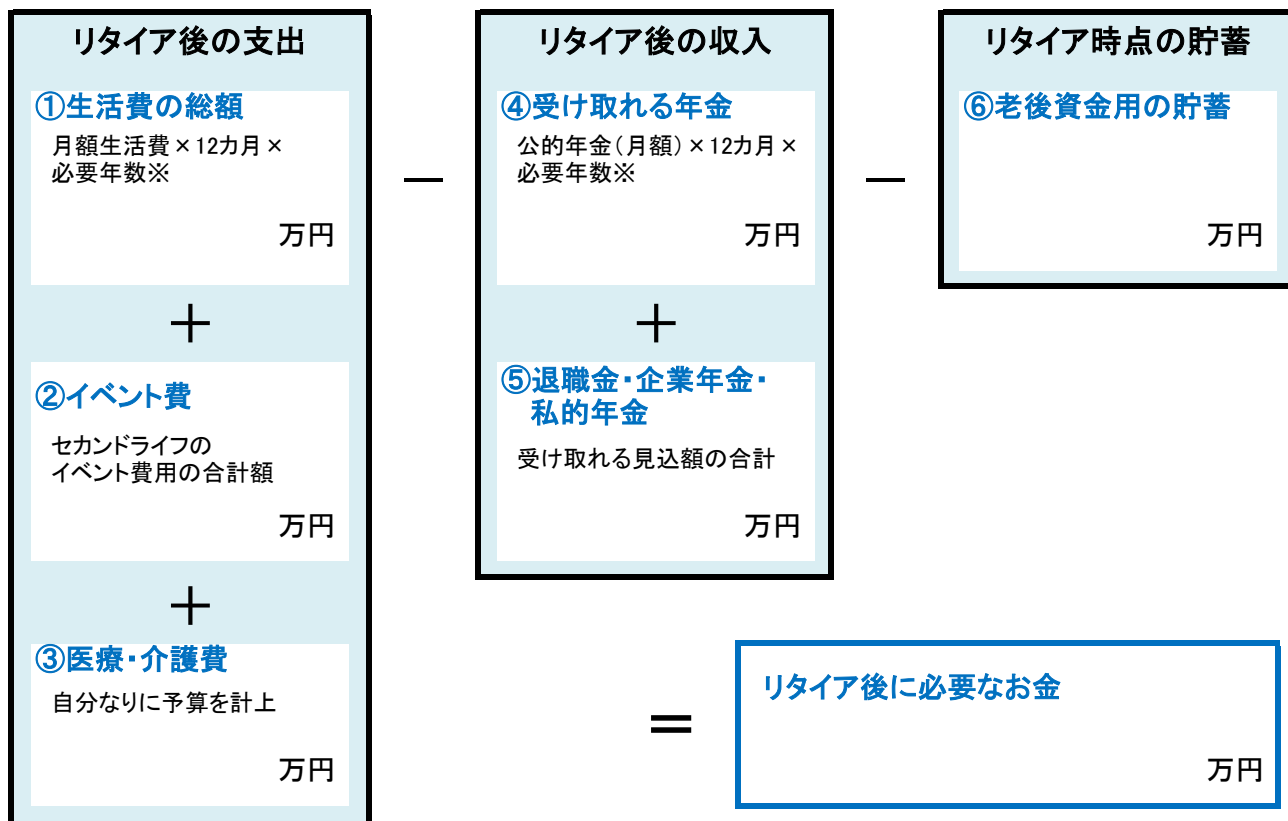 リタイア後の支出
①生活費の総額
月額生活費×12カ月×
必要年数※
万円
＋
②イベント費
セカンドライフの
イベント費用の合計額
万円
＋
③医療・介護費
自分なりに予算を計上
万円
－
リタイア後の収入
④受け取れる年金
公的年金（月額）×12カ月×
必要年数※
万円
＋
⑤退職金・企業年金・
私的年金
受け取れる見込額の合計
万円
－
リタイア時点の貯蓄
⑥老後資金用の貯蓄
万円
＝
リタイア後に必要なお金
万円